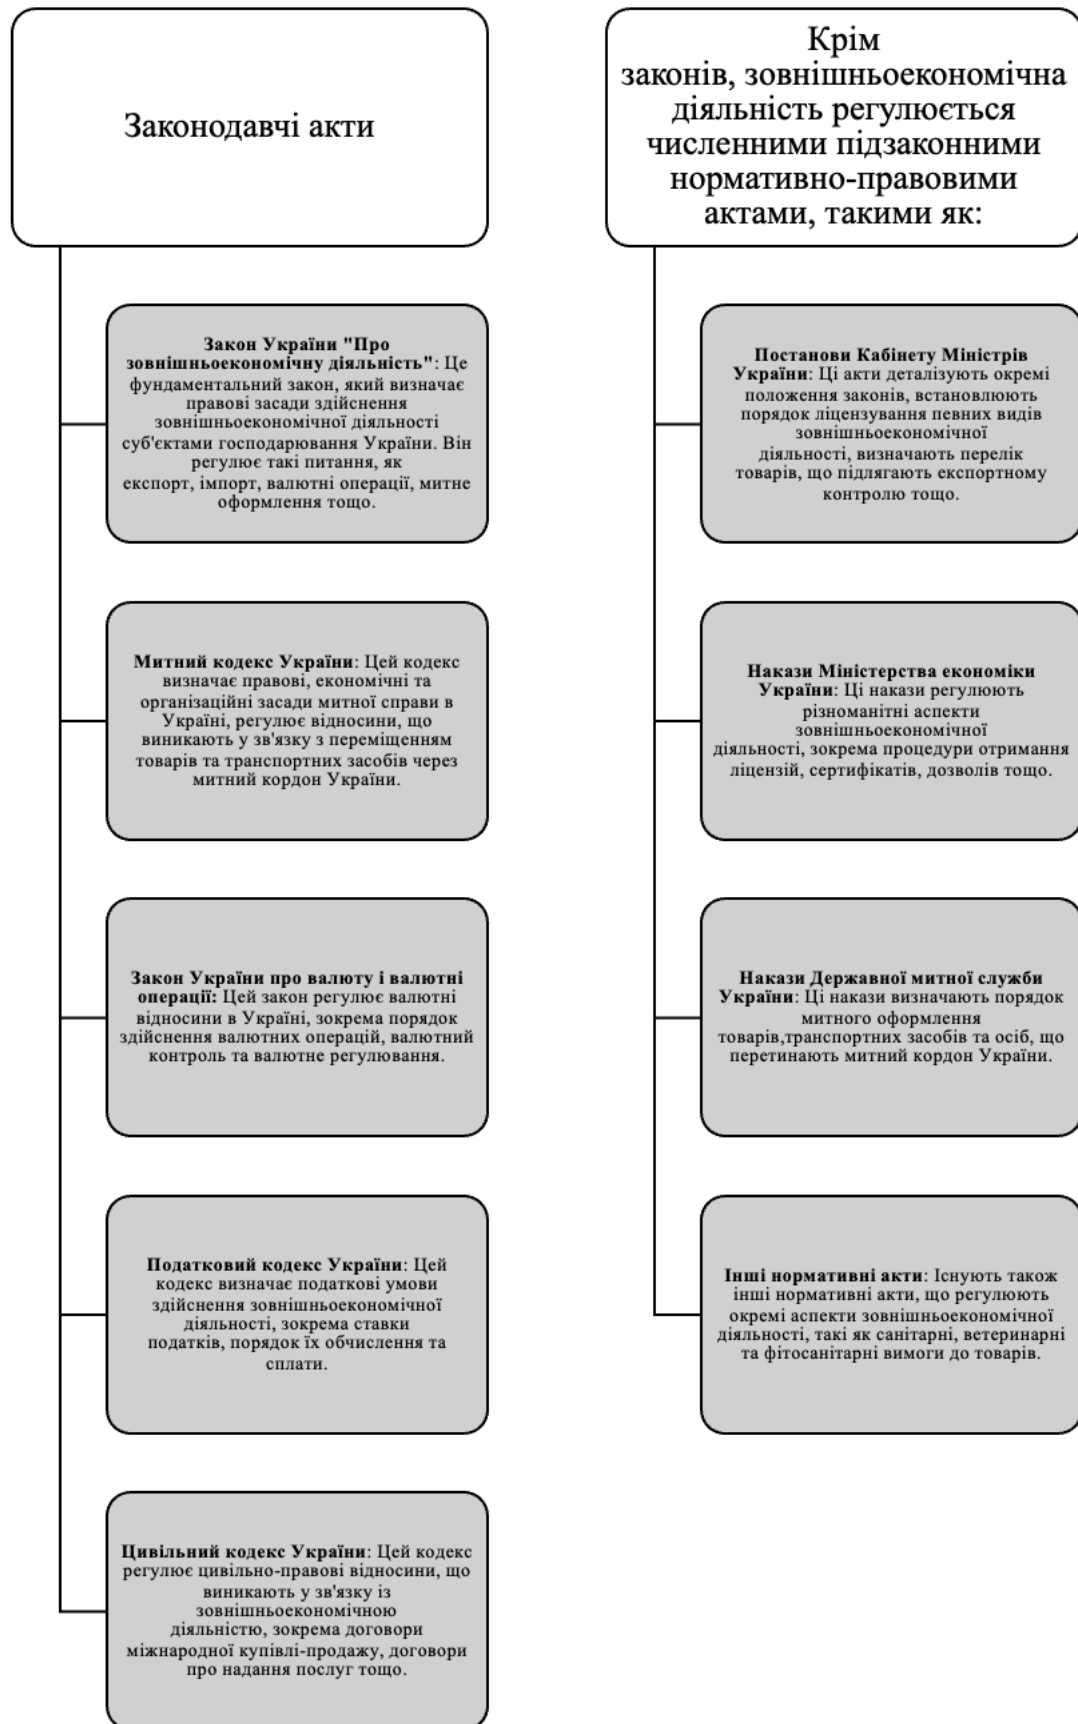 Законодавчі акти
Закон України "Про
зовнішньоекономічну діяльність": Це
фундаментальний закон, який визначає
правові засади здійснення
зовнішньоекономічної діяльності
суб'єктами господарювання України. Він
регулює такі питання, як
експорт, імпорт, валютні операції, митне
оформлення тощо.
Митний кодекс України: Цей кодекс
визначає правові, економічні та
організаційні засади митної справи в
Україні, регулює відносини, що
виникають у зв'язку з переміщенням
товарів та транспортних засобів через
митний кордон України.
Закон України про валюту і валютні
операції: Цей закон регулює валютні
відносини в Україні, зокрема порядок
здійснення валютних операцій, валютний
контроль та валютне регулювання.
Податковий кодекс України: Цей
кодекс визначає податкові умови
здійснення зовнішньоекономічної
діяльності, зокрема ставки
податків, порядок їх обчислення та
сплати.
Цивільний кодекс України: Цей кодекс
регулює цивільно-правові відносини, що
виникають у зв'язку із
зовнішньоекономічною
діяльністю, зокрема договори
міжнародної купівлі-продажу, договори
про надання послуг тощо.
Крім
законів, зовнішньоекономічна
діяльність регулюється
численними підзаконними
нормативно-правовими
актами, такими як:
Постанови Кабінету Міністрів
України: Ці акти деталізують окремі
положення законів, встановлюють
порядок ліцензування певних видів
зовнішньоекономічної
діяльності, визначають перелік
товарів, що підлягають експортному
контролю тощо.
Накази Міністерства економіки
України: Ці накази регулюють
різноманітні аспекти
зовнішньоекономічної
діяльності, зокрема процедури отримання
ліцензій, сертифікатів, дозволів тощо.
Накази Державної митної служби
України: Ці накази визначають порядок
митного оформлення
товарів,транспортних засобів та осіб, що
перетинають митний кордон України.
Інші нормативні акти: Існують також
інші нормативні акти, що регулюють
окремі аспекти зовнішньоекономічної
діяльності, такі як санітарні, ветеринарні
та фітосанітарні вимоги до товарів.